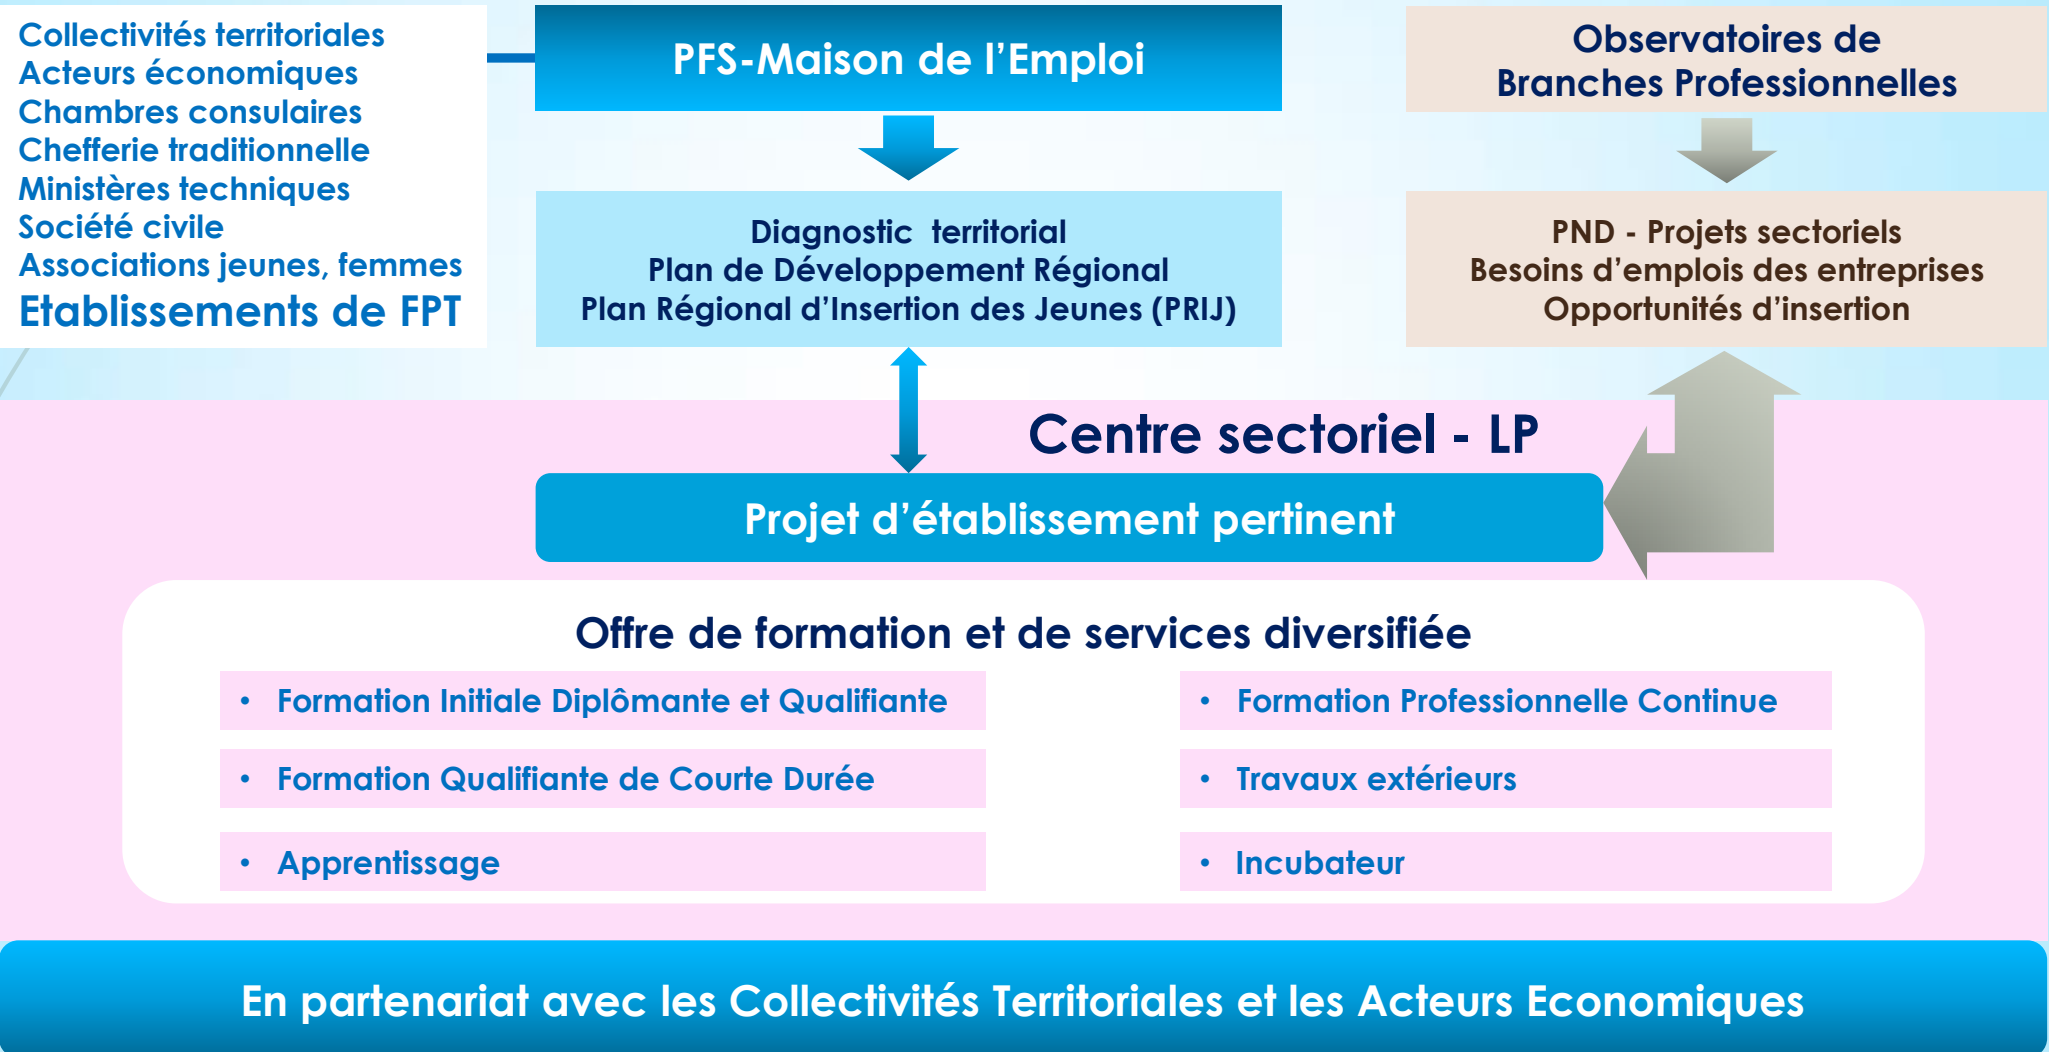 Collectivités territoriales
Acteurs économiques
Chambres consulaires
Chefferie traditionnelle
Ministères techniques
Société civile
Associations jeunes, femmes
Etablissements de FPT
PFS-Maison de l’Emploi
Observatoires de
Branches Professionnelles
Diagnostic territorial
Plan de Développement Régional
Plan Régional d’Insertion des Jeunes (PRIJ)
PND - Projets sectoriels
Besoins d’emplois des entreprises
Opportunités d’insertion
Centre sectoriel - LP
Projet d’établissement pertinent
Offre de formation et de services diversifiée
• Formation Initiale Diplômante et Qualifiante
• Formation Qualifiante de Courte Durée
• Apprentissage
• Formation Professionnelle Continue
• Travaux extérieurs
• Incubateur
En partenariat avec les Collectivités Territoriales et les Acteurs Economiques